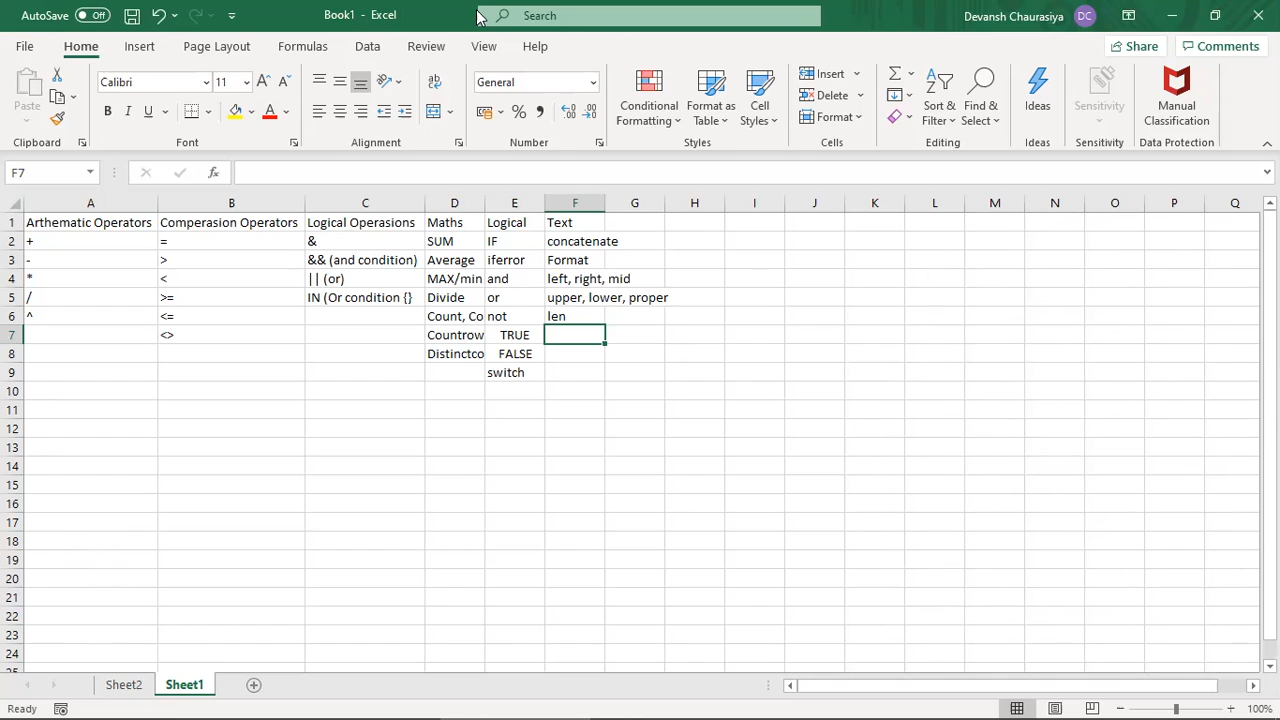 AutoSave Off Book1 - Excel Search Devansh Chaurasiya DC
File Home Insert Page Layout Formulas Data Review View Help Share Comments
Paste Calibri 11 B I U General % Conditional Formatting Format as Table Cell Styles Insert Delete Format Sort & Filter Find & Select Ideas Sensitivity Manual Classification
Clipboard Font Alignment Number Styles Cells Editing Ideas Sensitivity Data Protection
F7 fx
A B C D E F G H I J K L M N O P Q
1 Arthematic Operators Comperasion Operators Logical Operasions Maths Logical Text
2 + = & SUM IF concatenate
3 - > && (and condition) Average iferror Format
4 * < || (or) MAX/min and left, right, mid
5 / >= IN (Or condition {} Divide or upper, lower, proper
6 ^ <= Count, Co not len
7 <> Countrow TRUE
8 Distinctco FALSE
9 switch
10
11
12
13
14
15
16
17
18
19
20
21
22
23
24
25
Sheet2 Sheet1
Ready 100%